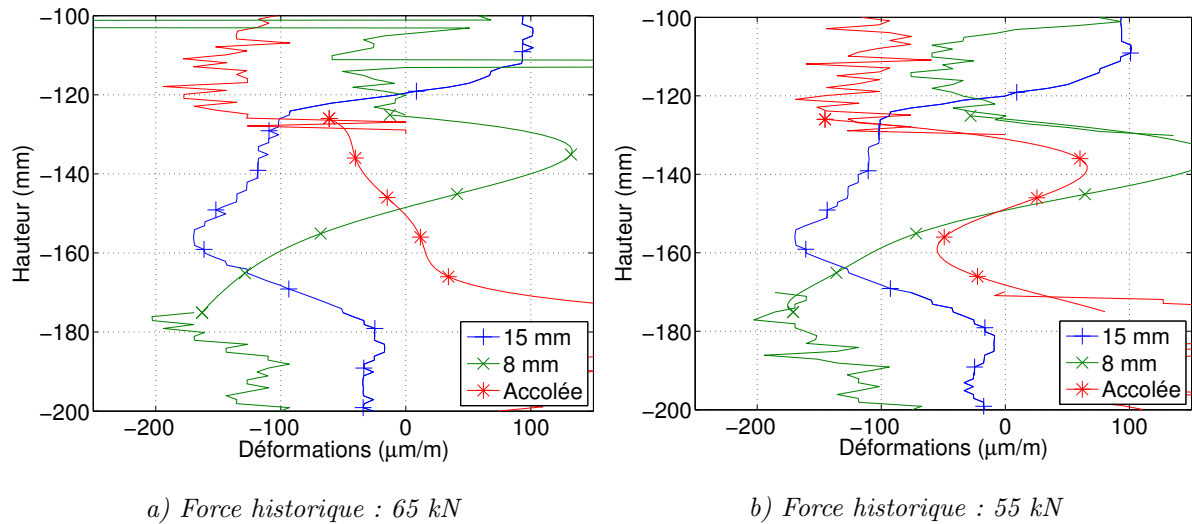 −100
−120
−140
−160
−180
−200
Hauteur (mm)
−200
−100
0
100
Déformations (µm/m)
15 mm
8 mm
Accolée
a) Force historique : 65 kN
−100
−120
−140
−160
−180
−200
Hauteur (mm)
−200
−100
0
100
Déformations (µm/m)
15 mm
8 mm
Accolée
b) Force historique : 55 kN